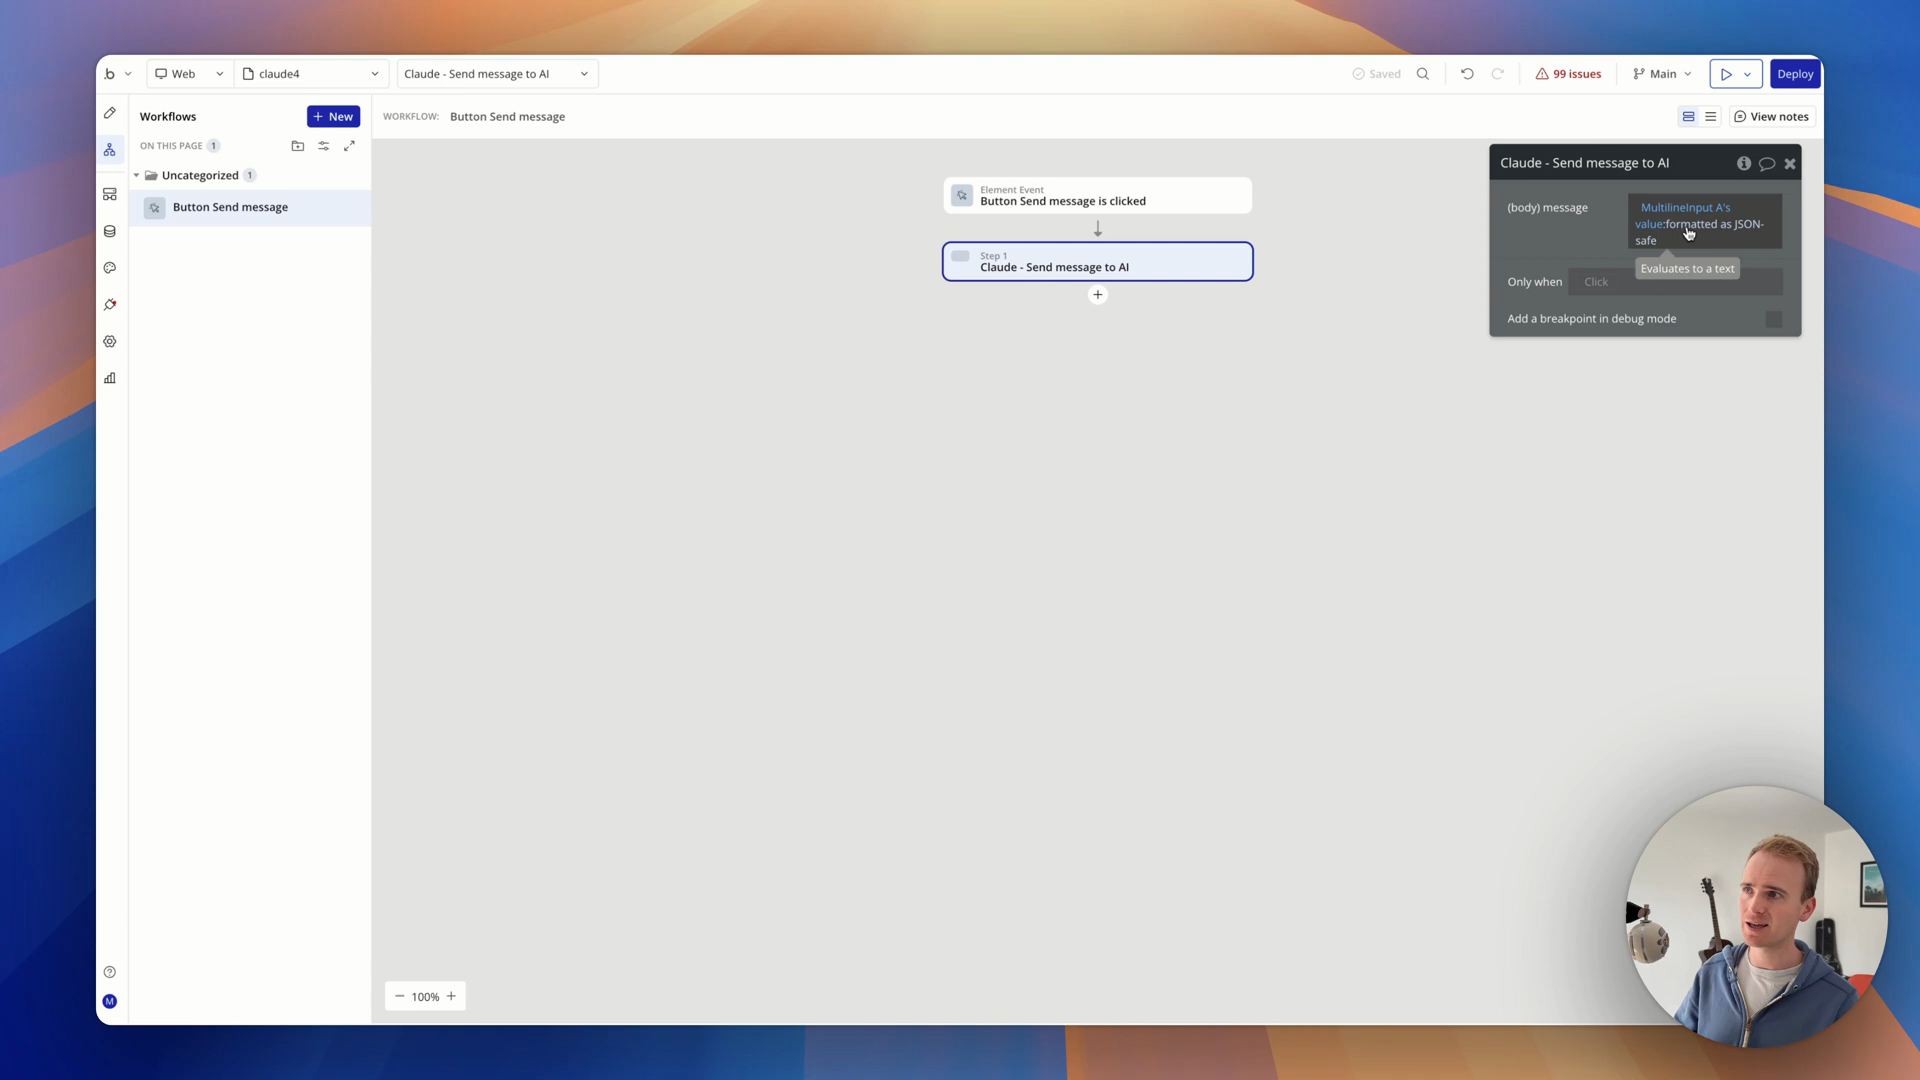 .b
Web
claude4
Claude - Send message to AI
Saved
99 issues
Main
Deploy
Workflows
+ New
WORKFLOW: Button Send message
View notes
ON THIS PAGE 1
Uncategorized 1
Button Send message
Element Event
Button Send message is clicked
Step 1
Claude - Send message to AI
Claude - Send message to AI
(body) message
MultilineInput A's
value:formatted as JSON-
safe
Evaluates to a text
Only when
Click
Add a breakpoint in debug mode
100%
M